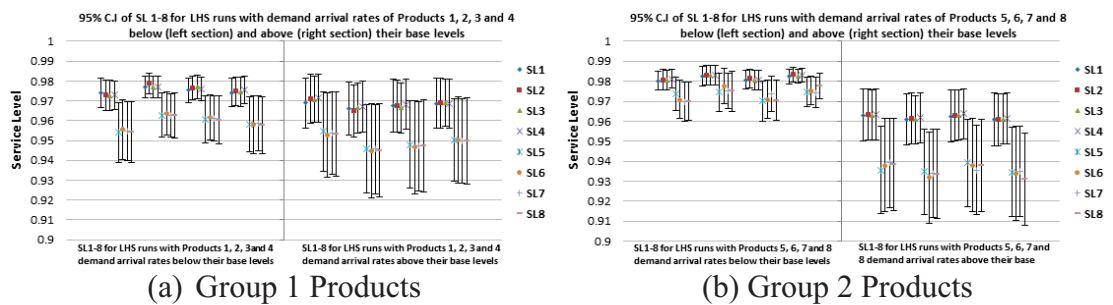 95% C.I of SL 1-8 for LHS runs with demand arrival rates of Products 1, 2, 3 and 4
below (left section) and above (right section) their base levels
Service Level
1
0.99
0.98
0.97
0.96
0.95
0.94
0.93
0.92
0.91
0.9
SL1
SL2
SL3
SL4
SL5
SL6
SL7
SL8
SL1-8 for LHS runs with Products 1, 2, 3 and 4
demand arrival rates below their base levels
SL1-8 for LHS runs with Products 1, 2, 3 and 4
demand arrival rates above their base levels
(a) Group 1 Products
95% C.I of SL 1-8 for LHS runs with demand arrival rates of Products 5, 6, 7 and 8
below (left section) and above (right section) their base levels
Service Level
1
0.99
0.98
0.97
0.96
0.95
0.94
0.93
0.92
0.91
0.9
SL1
SL2
SL3
SL4
SL5
SL6
SL7
SL8
SL1-8 for LHS runs with Products 5, 6, 7 and 8
demand arrival rates below their base levels
SL1-8 for LHS runs with Products 5, 6, 7 and
8 demand arrival rates above their base
(b) Group 2 Products